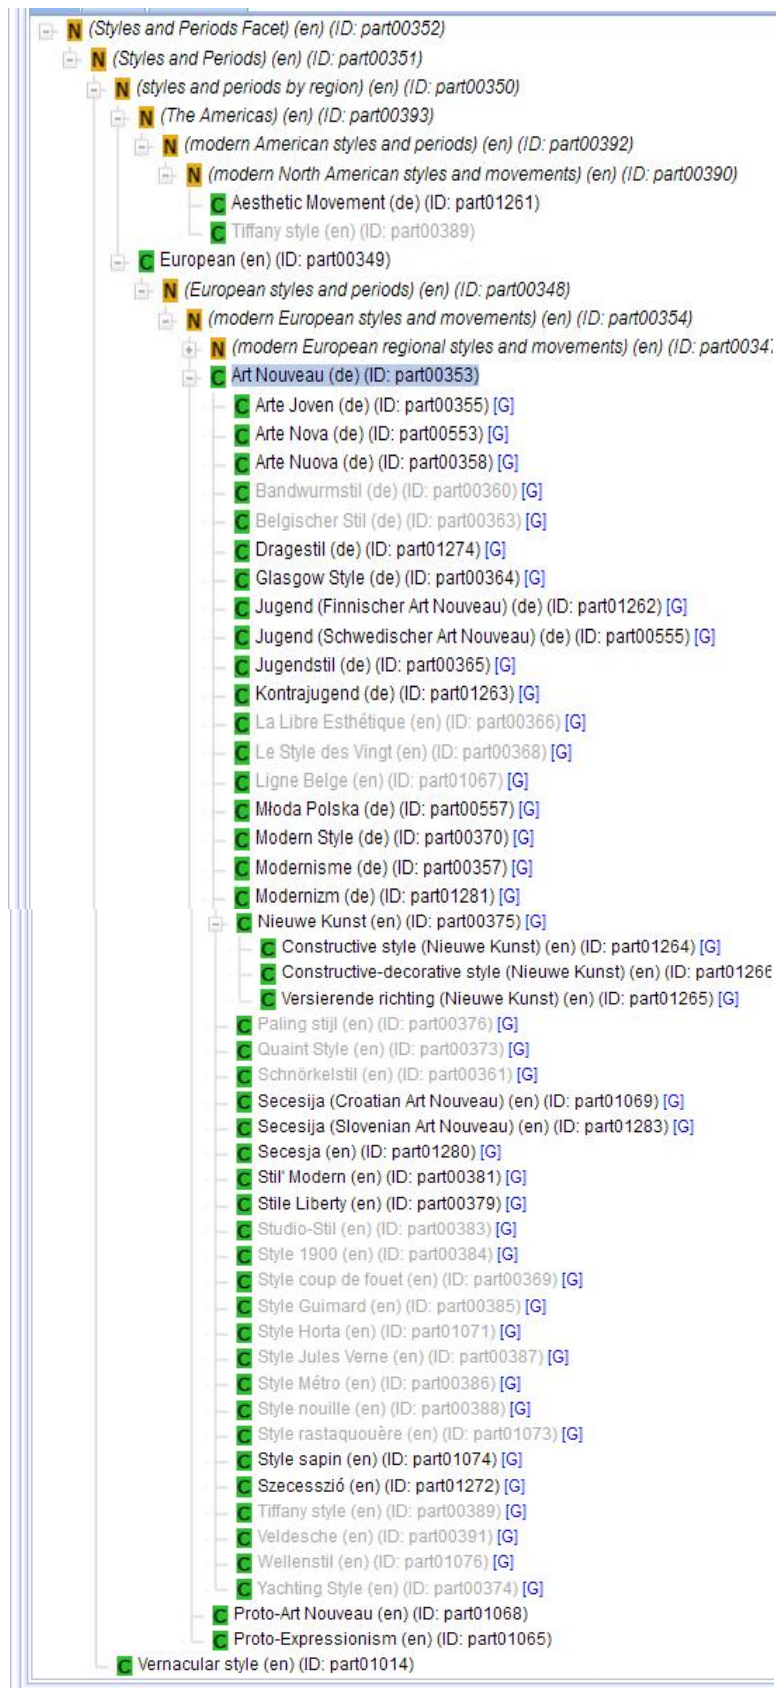 N (Styles and Periods Facet) (en) (ID: part00352)
N (Styles and Periods) (en) (ID: part00351)
N (styles and periods by region) (en) (ID: part00350)
N (The Americas) (en) (ID: part00393)
N (modern American styles and periods) (en) (ID: part00392)
N (modern North American styles and movements) (en) (ID: part00390)
C Aesthetic Movement (de) (ID: part01261)
C Tiffany style (en) (ID: part00389)
C European (en) (ID: part00349)
N (European styles and periods) (en) (ID: part00348)
N (modern European styles and movements) (en) (ID: part00354)
N (modern European regional styles and movements) (en) (ID: part00347
C Art Nouveau (de) (ID: part00353)
C Arte Joven (de) (ID: part00355) [G]
C Arte Nova (de) (ID: part00553) [G]
C Arte Nuova (de) (ID: part00358) [G]
C Bandwurmstil (de) (ID: part00360) [G]
C Belgischer Stil (de) (ID: part00363) [G]
C Dragestil (de) (ID: part01274) [G]
C Glasgow Style (de) (ID: part00364) [G]
C Jugend (Finnischer Art Nouveau) (de) (ID: part01262) [G]
C Jugend (Schwedischer Art Nouveau) (de) (ID: part00555) [G]
C Jugendstil (de) (ID: part00365) [G]
C Kontrajugend (de) (ID: part01263) [G]
C La Libre Esthétique (en) (ID: part00366) [G]
C Le Style des Vingt (en) (ID: part00368) [G]
C Ligne Belge (en) (ID: part01067) [G]
C Młoda Polska (de) (ID: part00557) [G]
C Modern Style (de) (ID: part00370) [G]
C Modernisme (de) (ID: part00357) [G]
C Modernizm (de) (ID: part01281) [G]
C Nieuwe Kunst (en) (ID: part00375) [G]
C Constructive style (Nieuwe Kunst) (en) (ID: part01264) [G]
C Constructive-decorative style (Nieuwe Kunst) (en) (ID: part01266
C Versierende richting (Nieuwe Kunst) (en) (ID: part01265) [G]
C Paling stijl (en) (ID: part00376) [G]
C Quaint Style (en) (ID: part00373) [G]
C Schnörkelstil (en) (ID: part00361) [G]
C Secesija (Croatian Art Nouveau) (en) (ID: part01069) [G]
C Secesija (Slovenian Art Nouveau) (en) (ID: part01283) [G]
C Secesja (en) (ID: part01280) [G]
C Stil' Modern (en) (ID: part00381) [G]
C Stile Liberty (en) (ID: part00379) [G]
C Studio-Stil (en) (ID: part00383) [G]
C Style 1900 (en) (ID: part00384) [G]
C Style coup de fouet (en) (ID: part00369) [G]
C Style Guimard (en) (ID: part00385) [G]
C Style Horta (en) (ID: part01071) [G]
C Style Jules Verne (en) (ID: part00387) [G]
C Style Métro (en) (ID: part00386) [G]
C Style nouille (en) (ID: part00388) [G]
C Style rastaquouère (en) (ID: part01073) [G]
C Style sapin (en) (ID: part01074) [G]
C Szecesszió (en) (ID: part01272) [G]
C Tiffany style (en) (ID: part00389) [G]
C Veldesche (en) (ID: part00391) [G]
C Wellenstil (en) (ID: part01076) [G]
C Yachting Style (en) (ID: part00374) [G]
C Proto-Art Nouveau (en) (ID: part01068)
C Proto-Expressionism (en) (ID: part01065)
C Vernacular style (en) (ID: part01014)